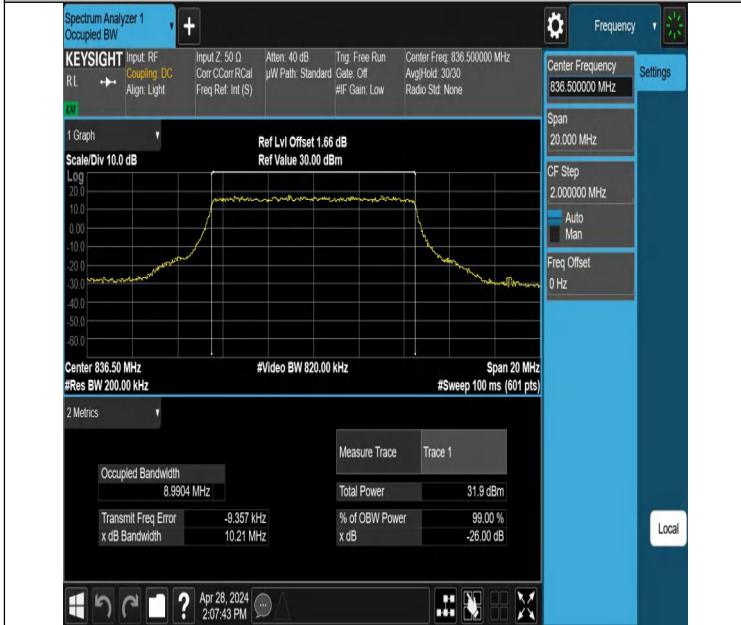 Spectrum Analyzer 1
Occupied BW
+
Frequency
KEYSIGHT
RL
LXI
Input: RF
Coupling: DC
Align: Light
Input Z: 50 Ω
Corr CCorr RCal
Freq Ref: Int (S)
Atten: 40 dB
µW Path: Standard
Trig: Free Run
Gate: Off
#IF Gain: Low
Center Freq: 836.500000 MHz
Avg|Hold: 30/30
Radio Std: None
Center Frequency
836.500000 MHz
Settings
Span
20.000 MHz
CF Step
2.000000 MHz
Auto
Man
Freq Offset
0 Hz
1 Graph
Scale/Div 10.0 dB
Ref Lvl Offset 1.66 dB
Ref Value 30.00 dBm
Log
20.0
10.0
0.00
-10.0
-20.0
-30.0
-40.0
-50.0
-60.0
Center 836.50 MHz
#Res BW 200.00 kHz
#Video BW 820.00 kHz
Span 20 MHz
#Sweep 100 ms (601 pts)
2 Metrics
Measure Trace
Trace 1
Occupied Bandwidth
8.9904 MHz
Total Power
31.9 dBm
Transmit Freq Error
-9.357 kHz
% of OBW Power
99.00 %
x dB Bandwidth
10.21 MHz
x dB
-26.00 dB
Local
?
Apr 28, 2024
2:07:43 PM